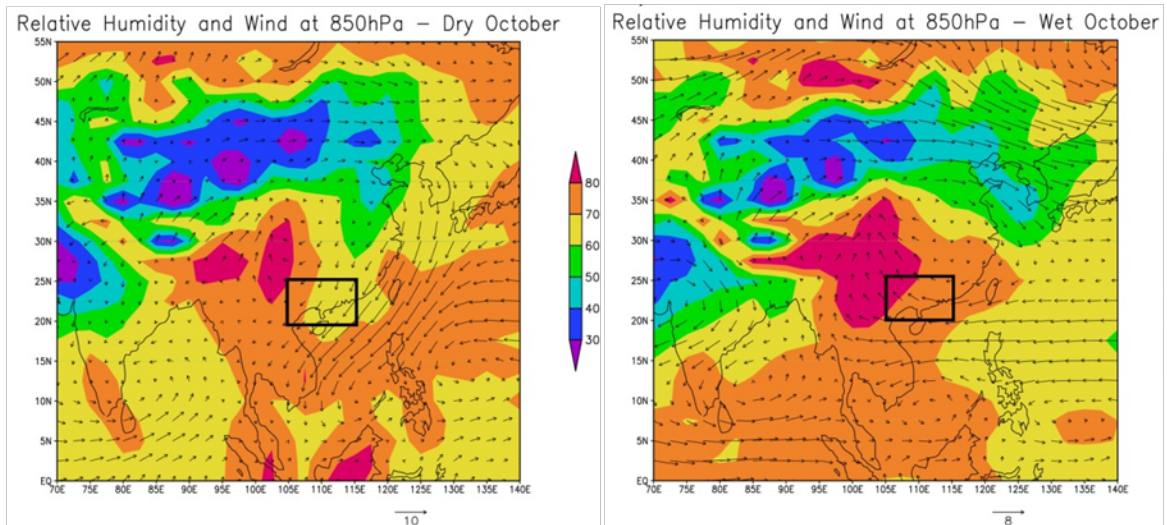 Relative Humidity and Wind at 850hPa – Dry October
55N
50N
45N
40N
35N
30N
25N
20N
15N
10N
5N
EQ
70E 75E 80E 85E 90E 95E 100E 105E 110E 115E 120E 125E 130E 135E 140E
10
80
70
60
50
40
30
Relative Humidity and Wind at 850hPa – Wet October
55N
50N
45N
40N
35N
30N
25N
20N
15N
10N
5N
EQ
70E 75E 80E 85E 90E 95E 100E 105E 110E 115E 120E 125E 130E 135E 140E
8